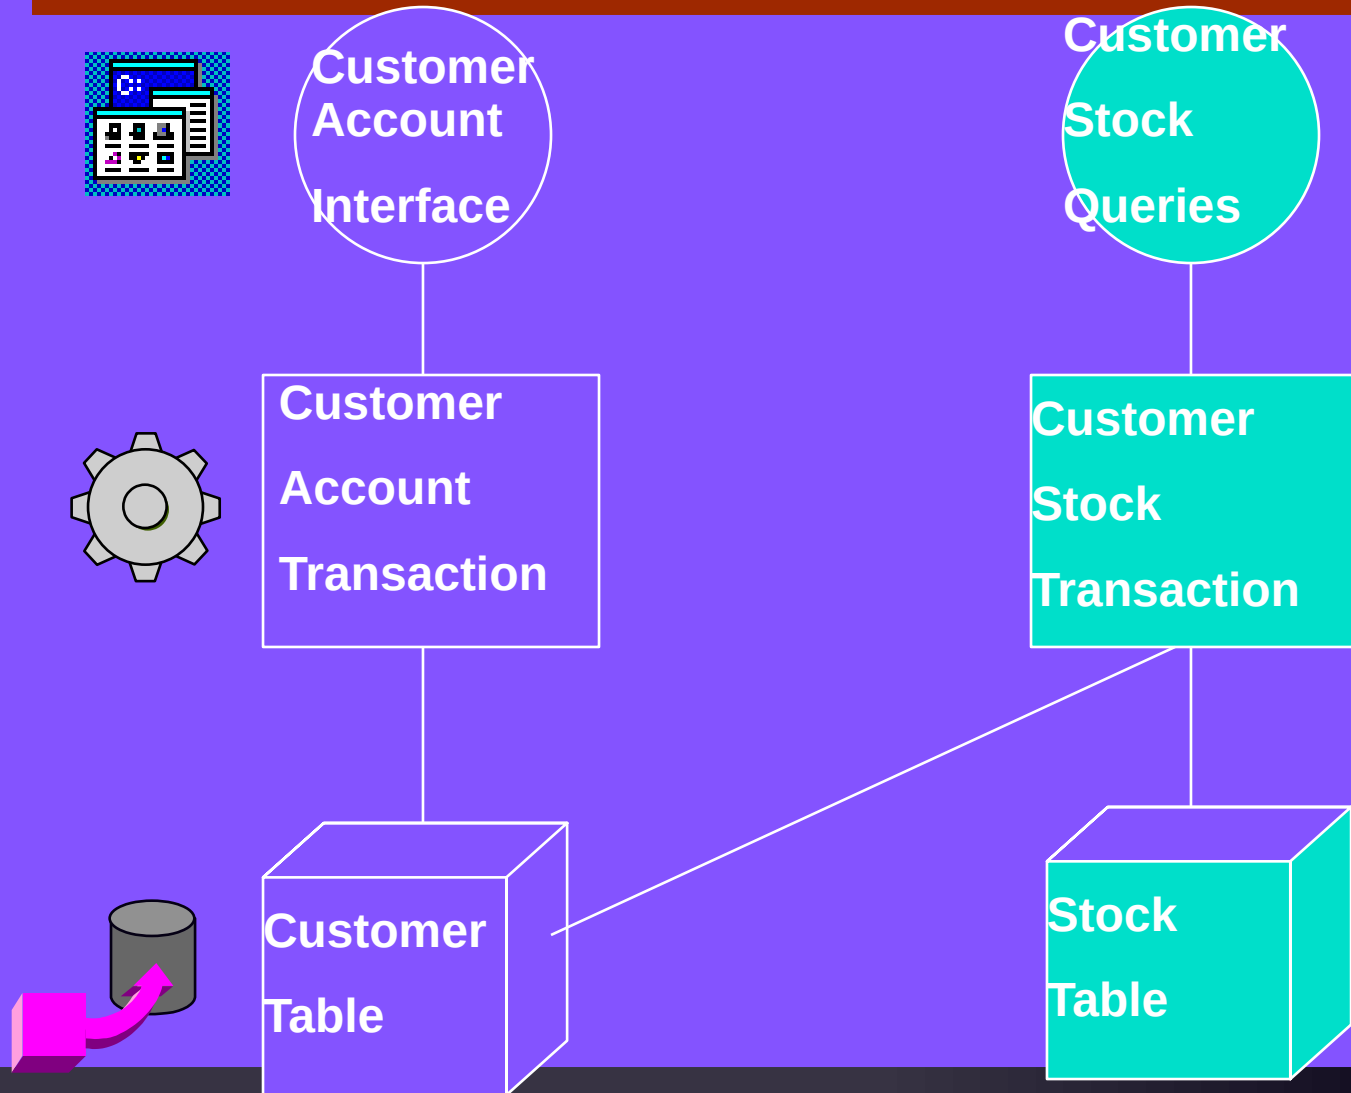 Customer
Account
Interface
Customer
Stock
Queries
C:
Customer
Account
Transaction
Customer
Stock
Transaction
Customer
Table
Stock
Table